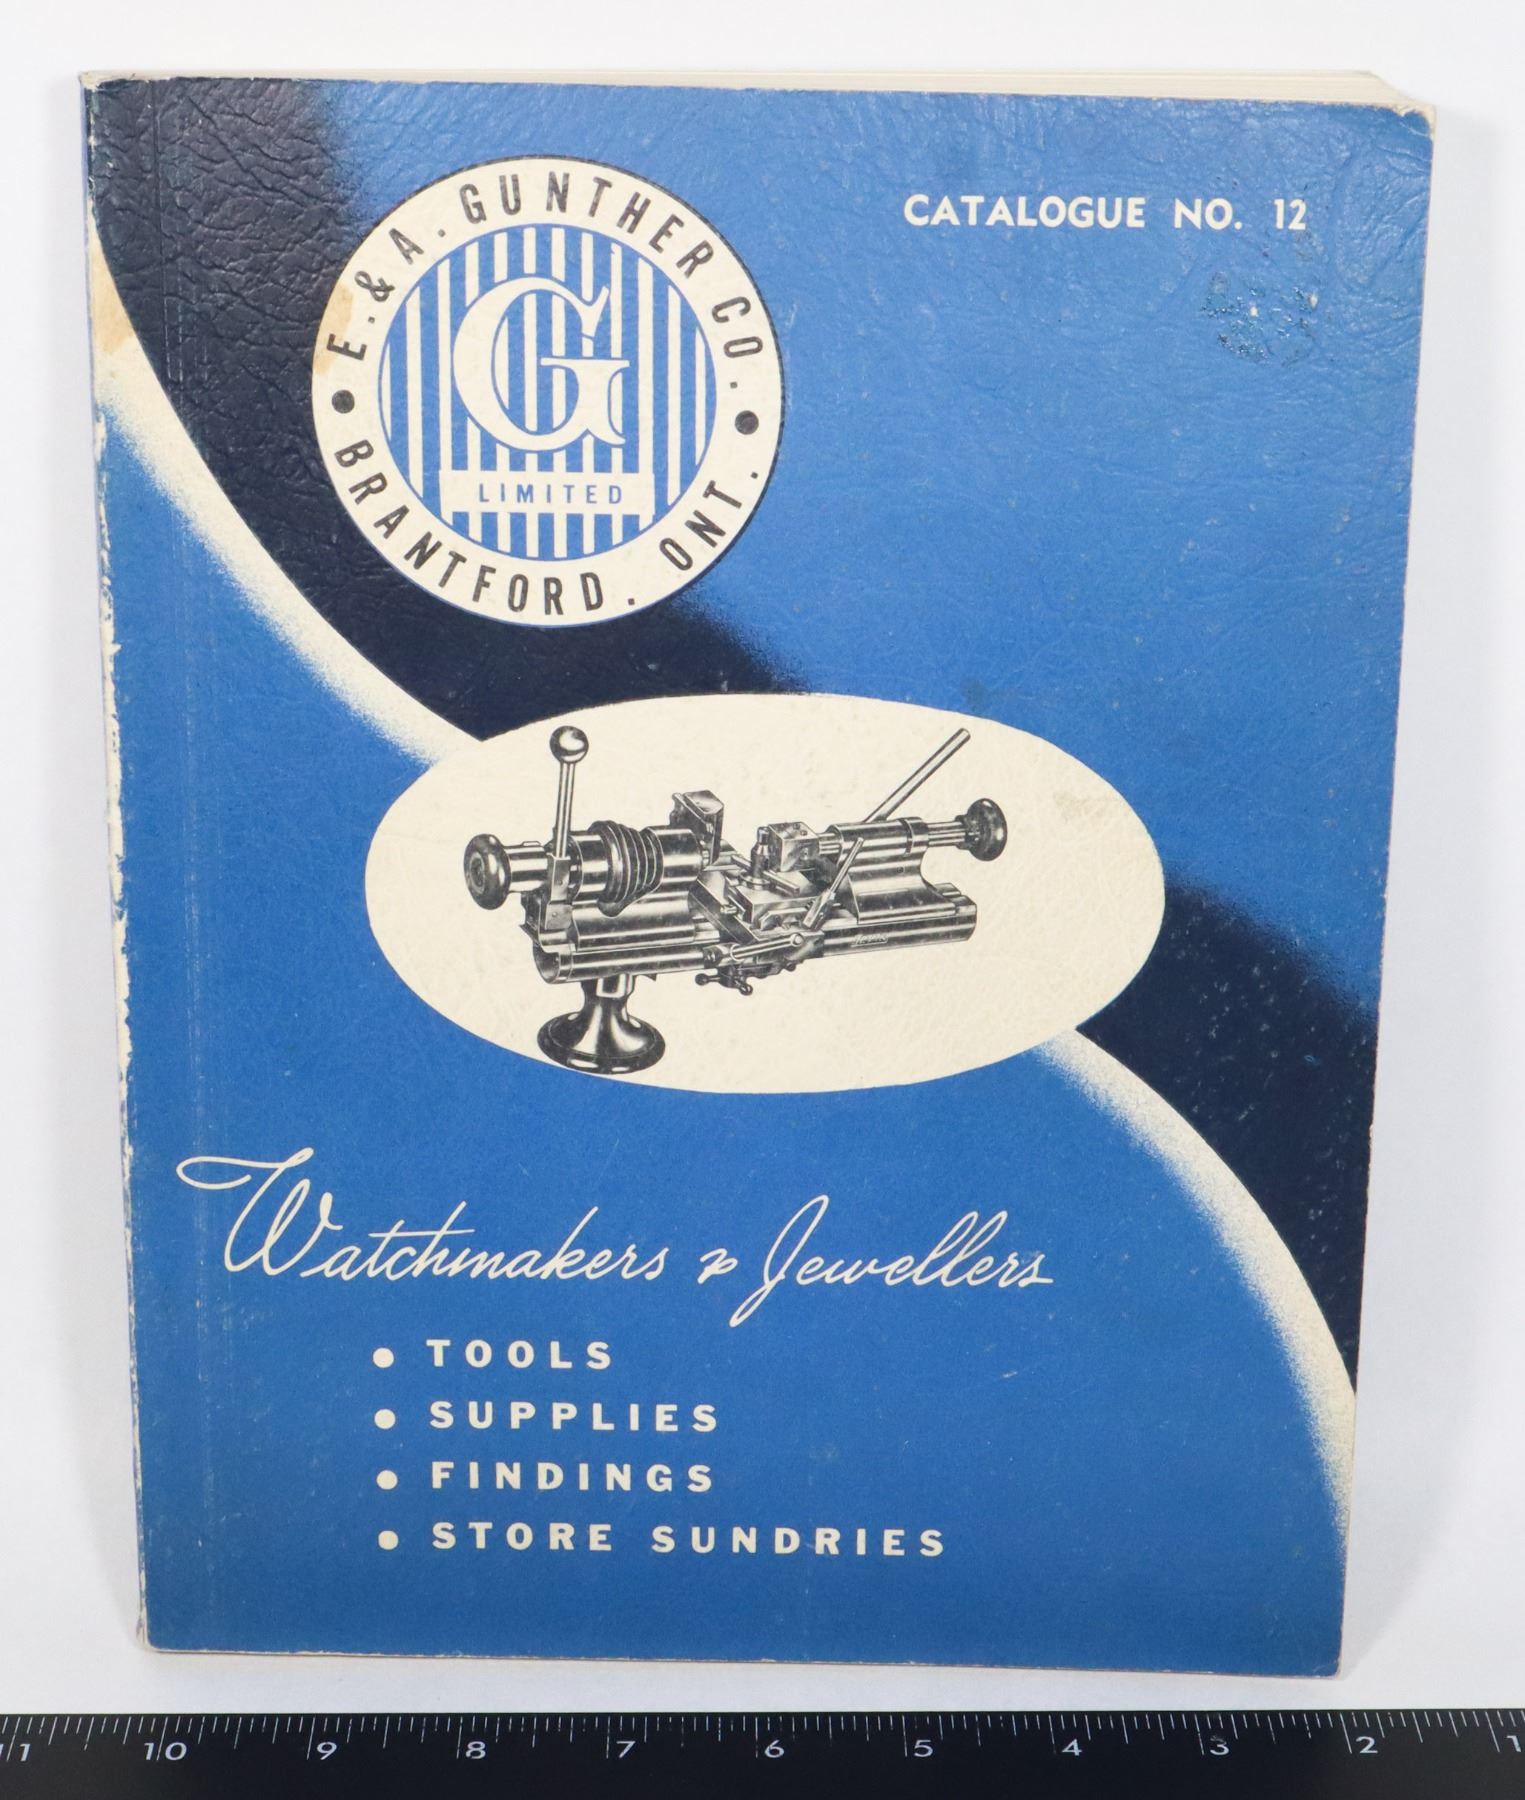 E. & A. GUNTHER CO.
G
LIMITED
BRANTFORD. ONT.
CATALOGUE NO. 12
Watchmakers & Jewellers
• TOOLS
• SUPPLIES
• FINDINGS
• STORE SUNDRIES
11 10 9 8 7 6 5 4 3 2 1